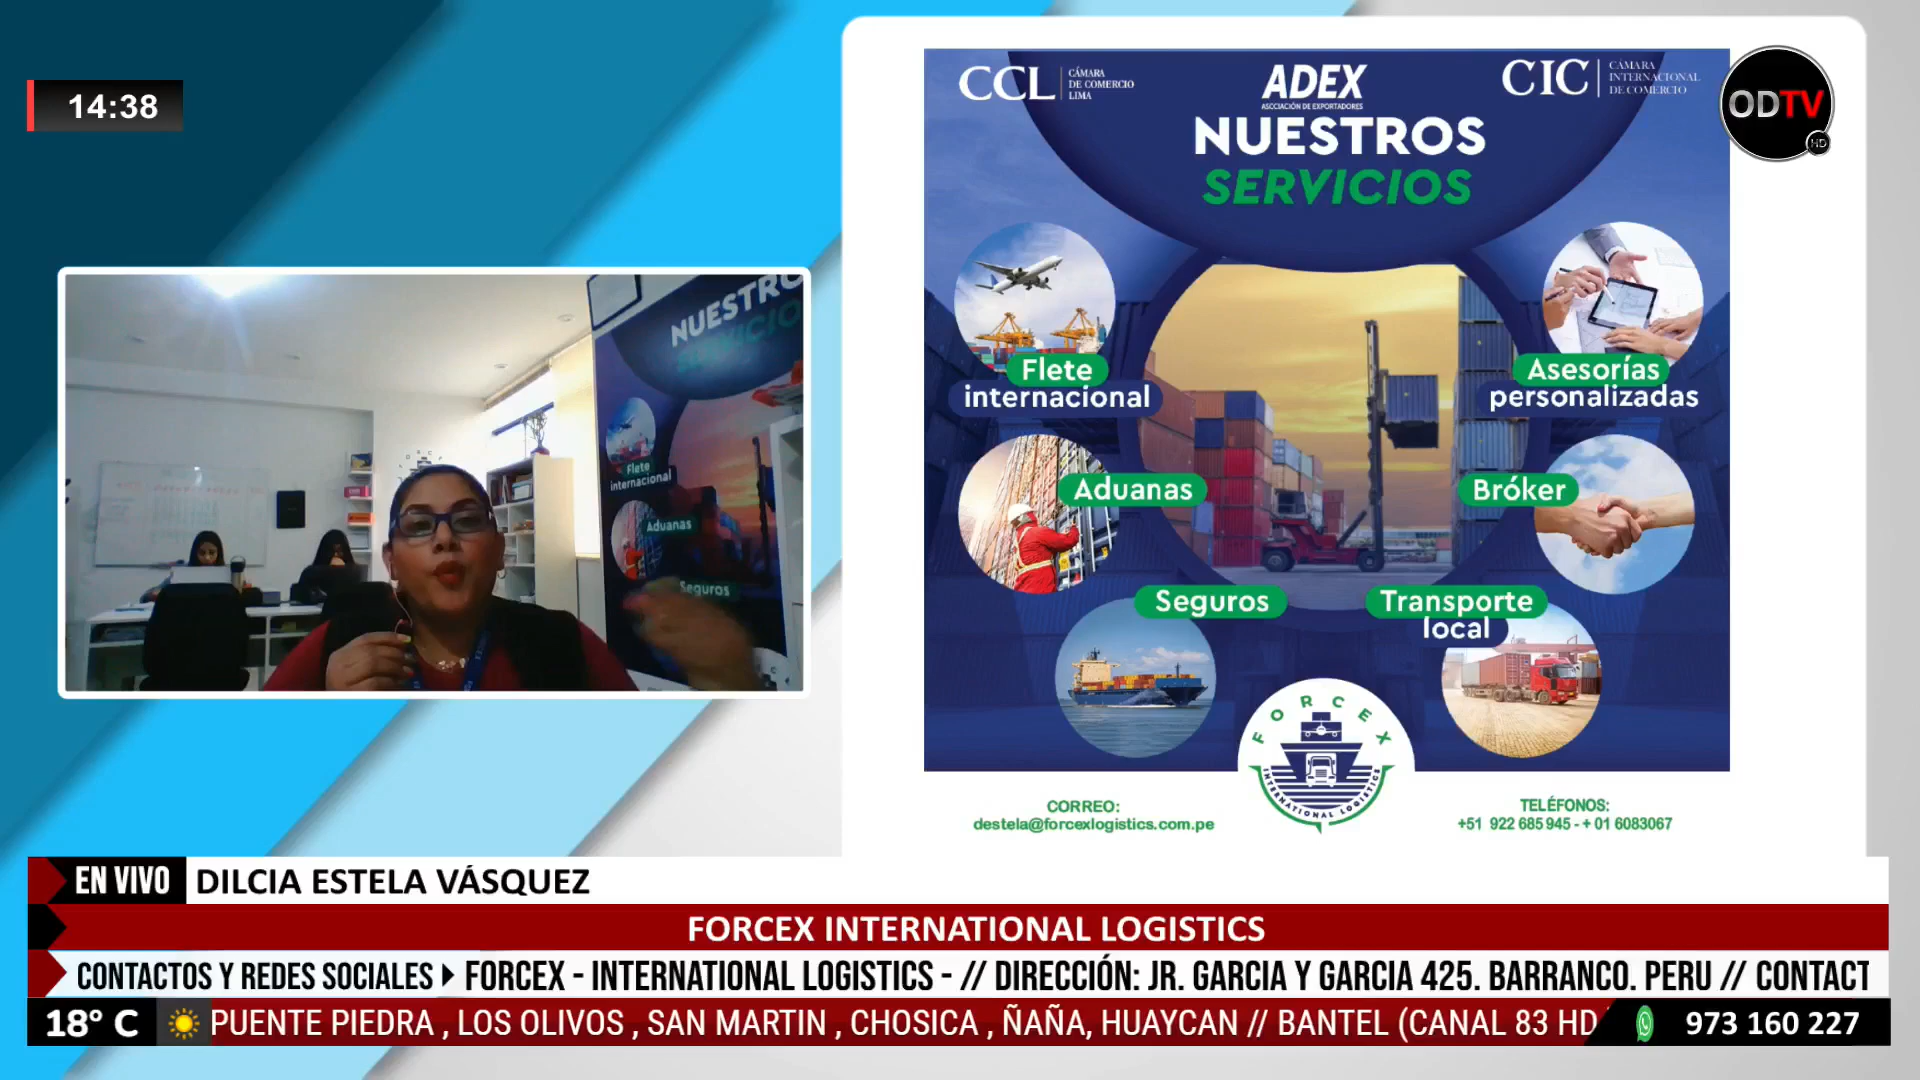 14:38
CCL
CÁMARA
DE COMERCIO
LIMA
ADEX
ASOCIACIÓN DE EXPORTADORES
CIC
CÁMARA
INTERNACIONAL
DE COMERCIO
ODTV
HD
NUESTROS
SERVICIOS
Flete
internacional
Asesorías
personalizadas
Aduanas
Bróker
Seguros
Transporte
local
FORCEX
INTERNATIONAL LOGISTICS
CORREO:
destela@forcexlogistics.com.pe
TELÉFONOS:
+51 922 685 945 - + 01 6083067
NUESTRO
SERVICIO
Flete
internacional
Aduanas
Seguros
EN VIVO
DILCIA ESTELA VÁSQUEZ
FORCEX INTERNATIONAL LOGISTICS
CONTACTOS Y REDES SOCIALES FORCEX - INTERNATIONAL LOGISTICS - // DIRECCIÓN: JR. GARCIA Y GARCIA 425. BARRANCO. PERU // CONTACT
18° C PUENTE PIEDRA , LOS OLIVOS , SAN MARTIN , CHOSICA , ÑAÑA, HUAYCAN // BANTEL (CANAL 83 HD 973 160 227